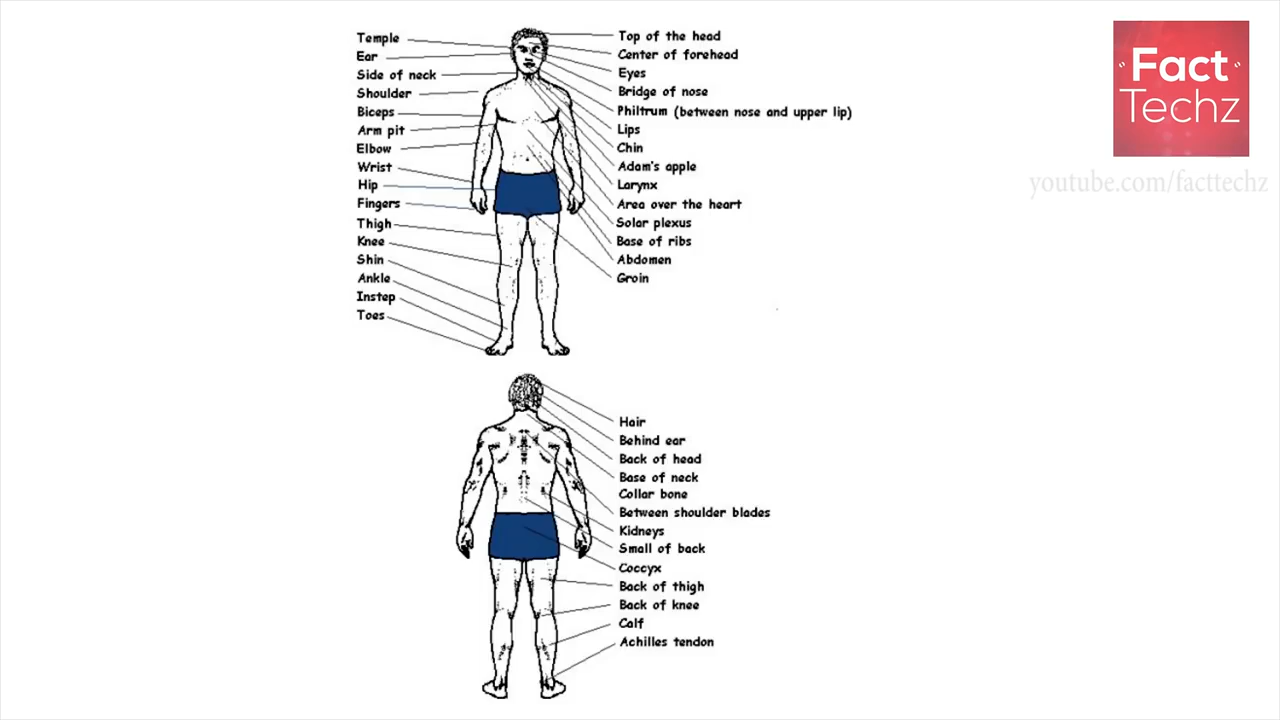 Temple
Ear
Side of neck
Shoulder
Biceps
Arm pit
Elbow
Wrist
Hip
Fingers
Thigh
Knee
Shin
Ankle
Instep
Toes
Top of the head
Center of forehead
Eyes
Bridge of nose
Philtrum (between nose and upper lip)
Lips
Chin
Adam's apple
Larynx
Area over the heart
Solar plexus
Base of ribs
Abdomen
Groin
Fact
Techz
youtube.com/facttechz
Hair
Behind ear
Back of head
Base of neck
Collar bone
Between shoulder blades
Kidneys
Small of back
Coccyx
Back of thigh
Back of knee
Calf
Achilles tendon